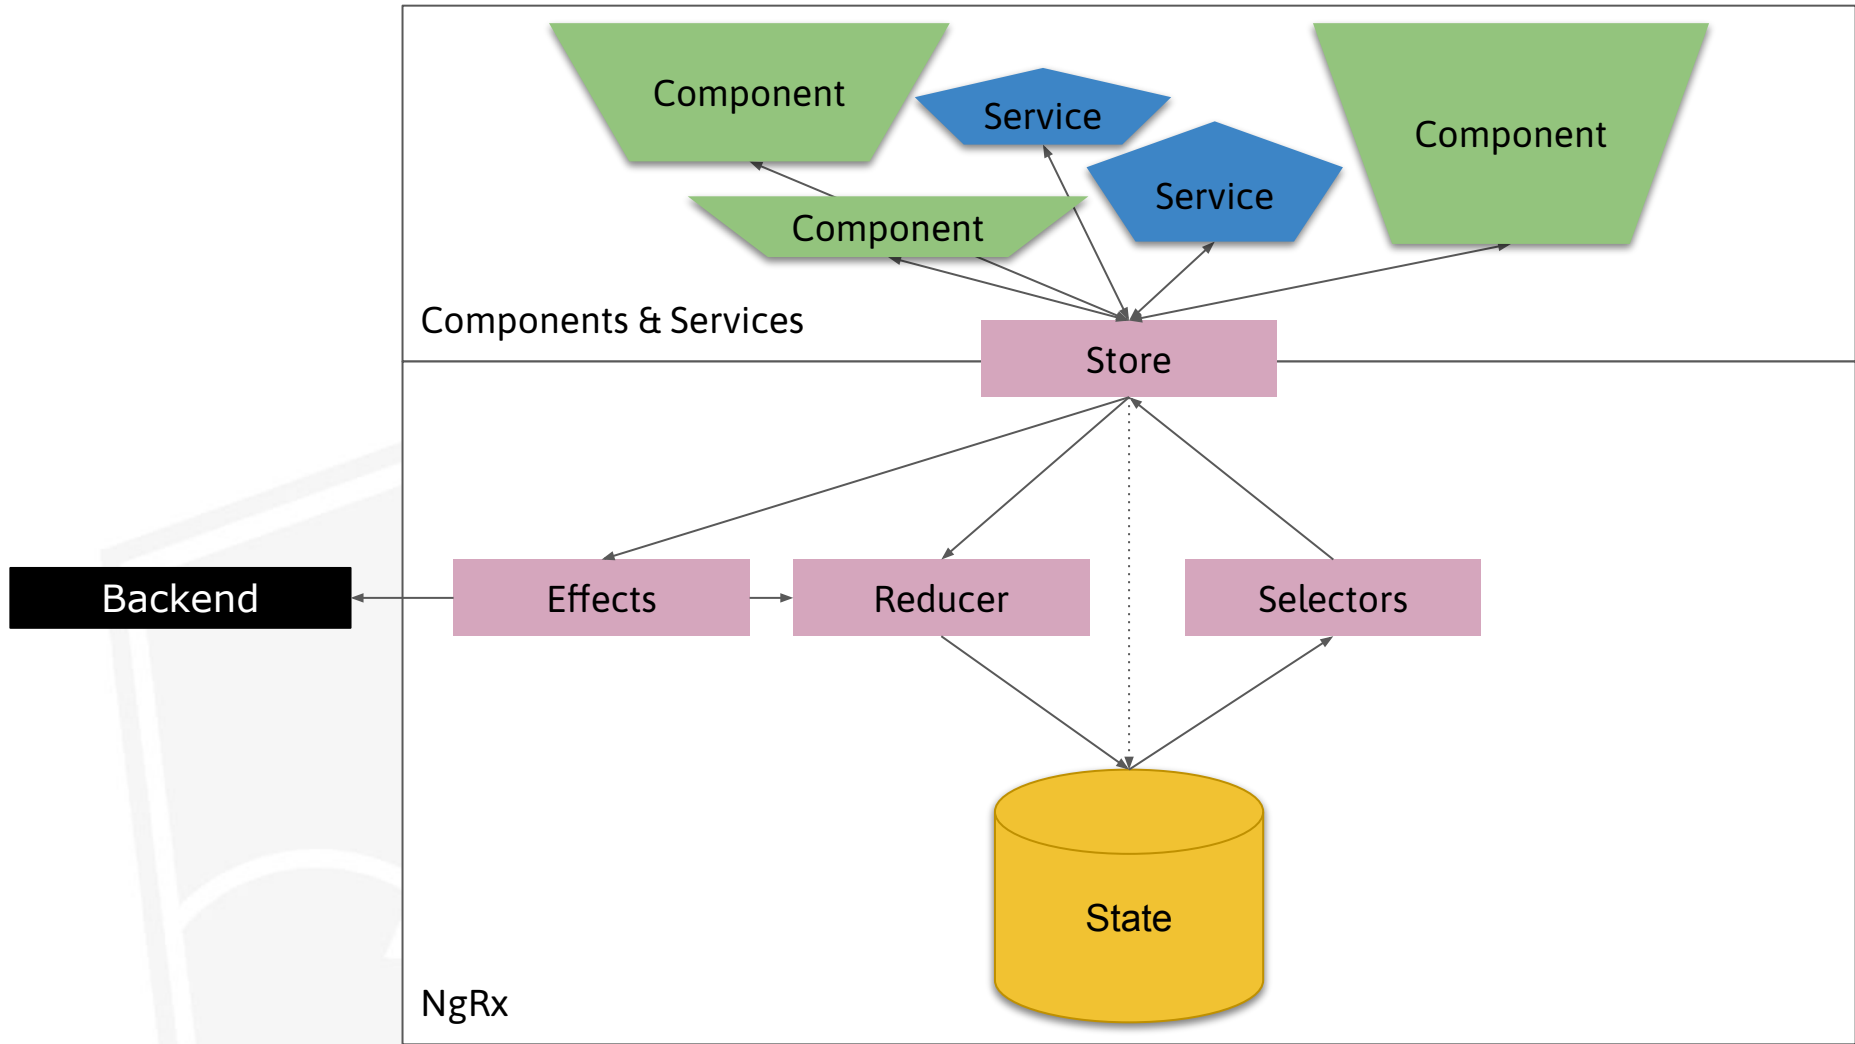 Component
Service
Component
Service
Component
Components & Services
Store
Backend
Effects
Reducer
Selectors
State
NgRx